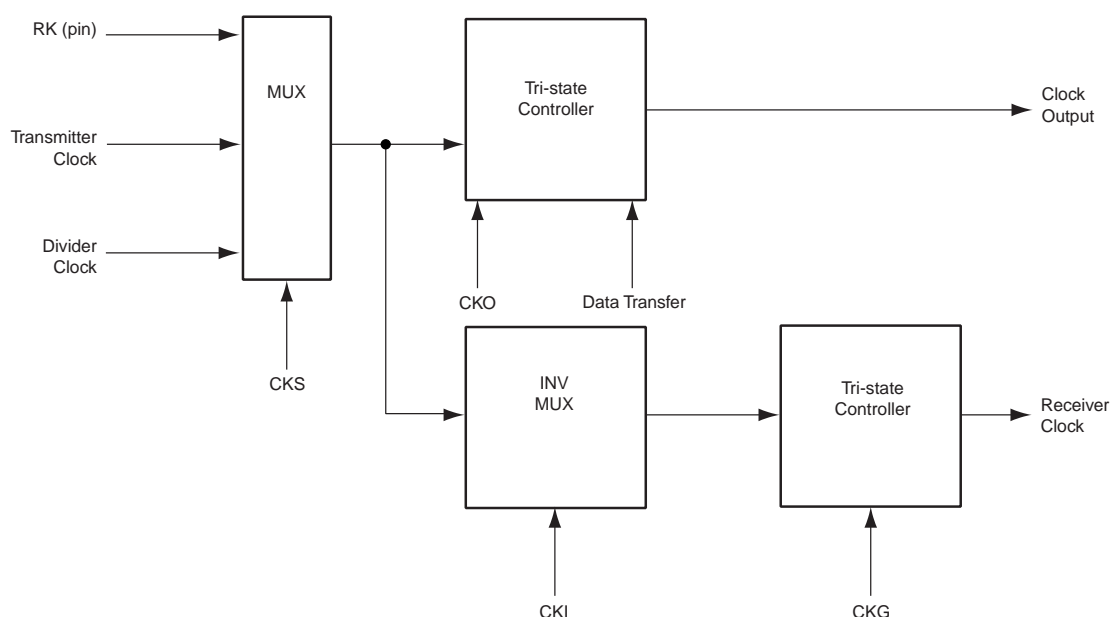 RK (pin)
MUX
Tri-state
Controller
Clock
Output
Transmitter
Clock
Divider
Clock
CKO
Data Transfer
CKS
INV
MUX
Tri-state
Controller
Receiver
Clock
CKI
CKG